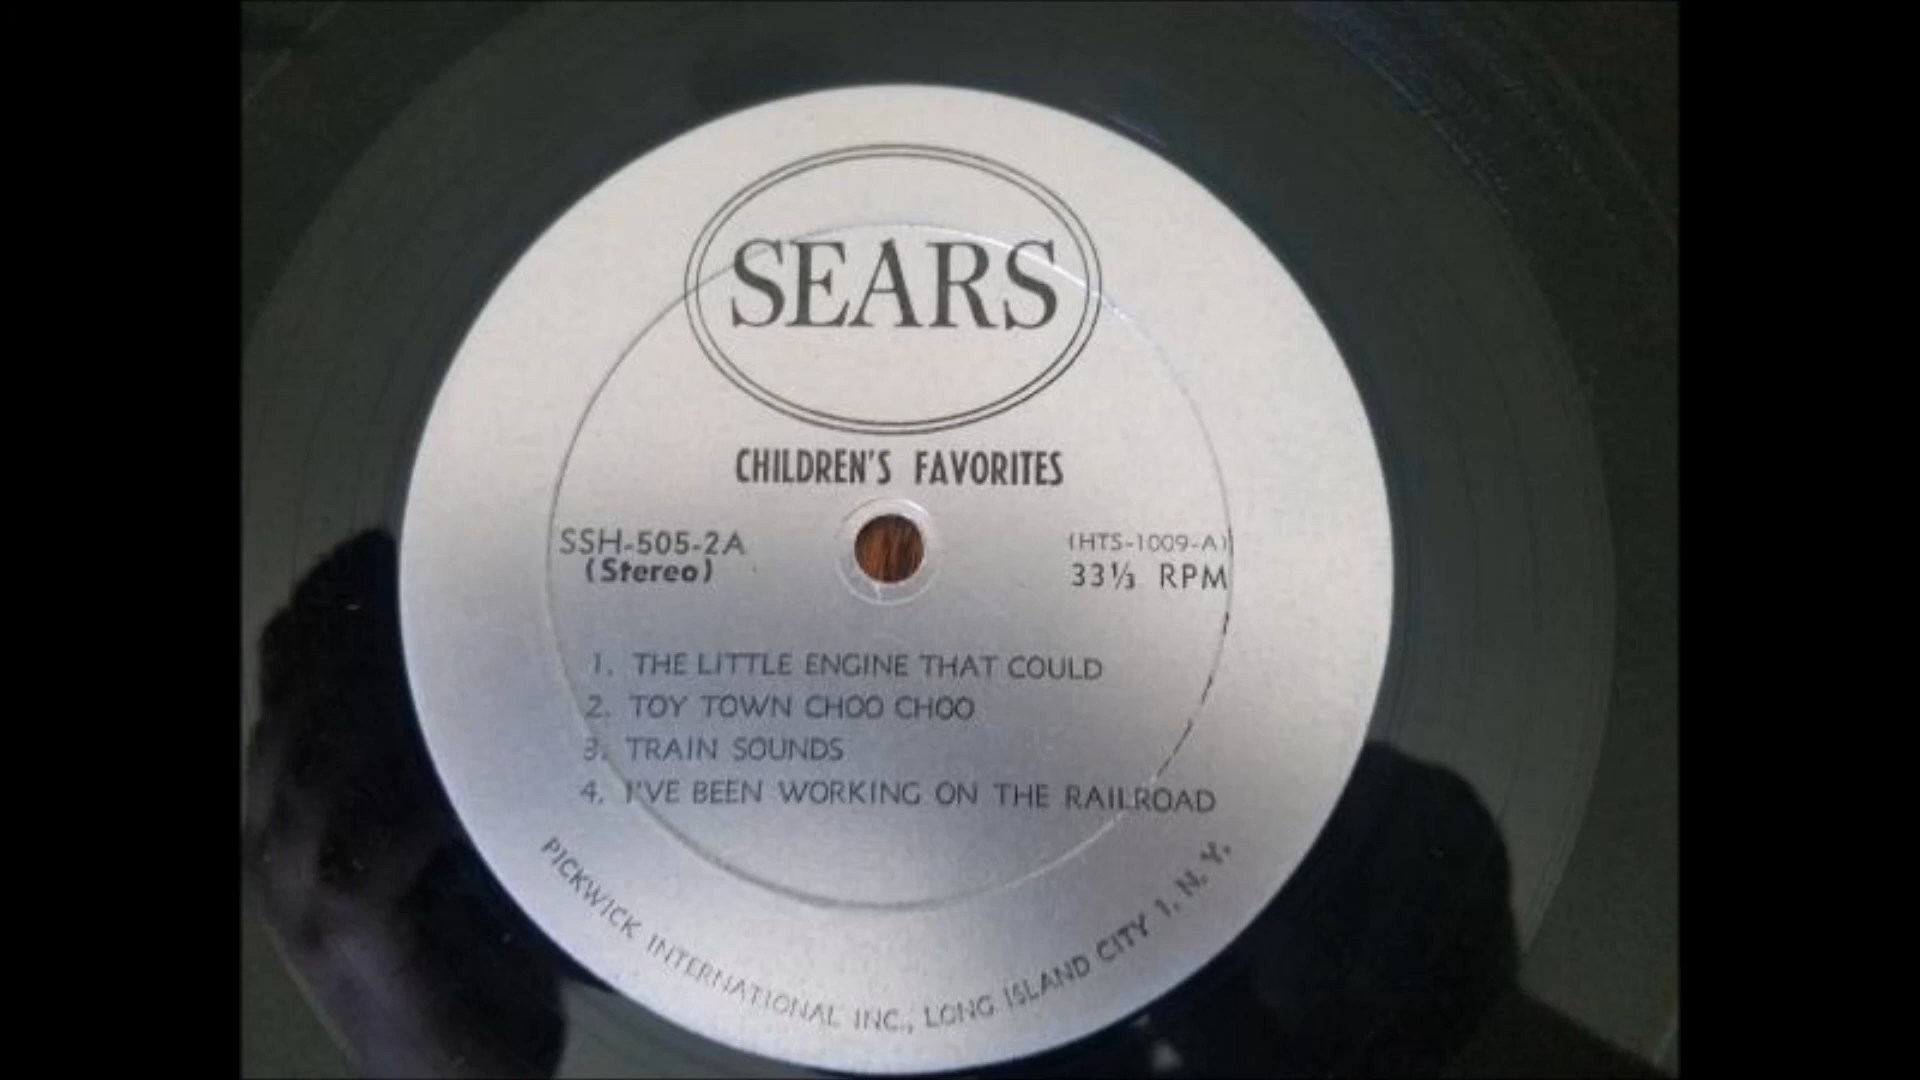 SEARS
CHILDREN'S FAVORITES
SSH-505-2A
(Stereo)
(HTS-1009-A)
33⅓ RPM
1. THE LITTLE ENGINE THAT COULD
2. TOY TOWN CHOO CHOO
3. TRAIN SOUNDS
4. I'VE BEEN WORKING ON THE RAILROAD
PICKWICK INTERNATIONAL INC., LONG ISLAND CITY 1, N. Y.